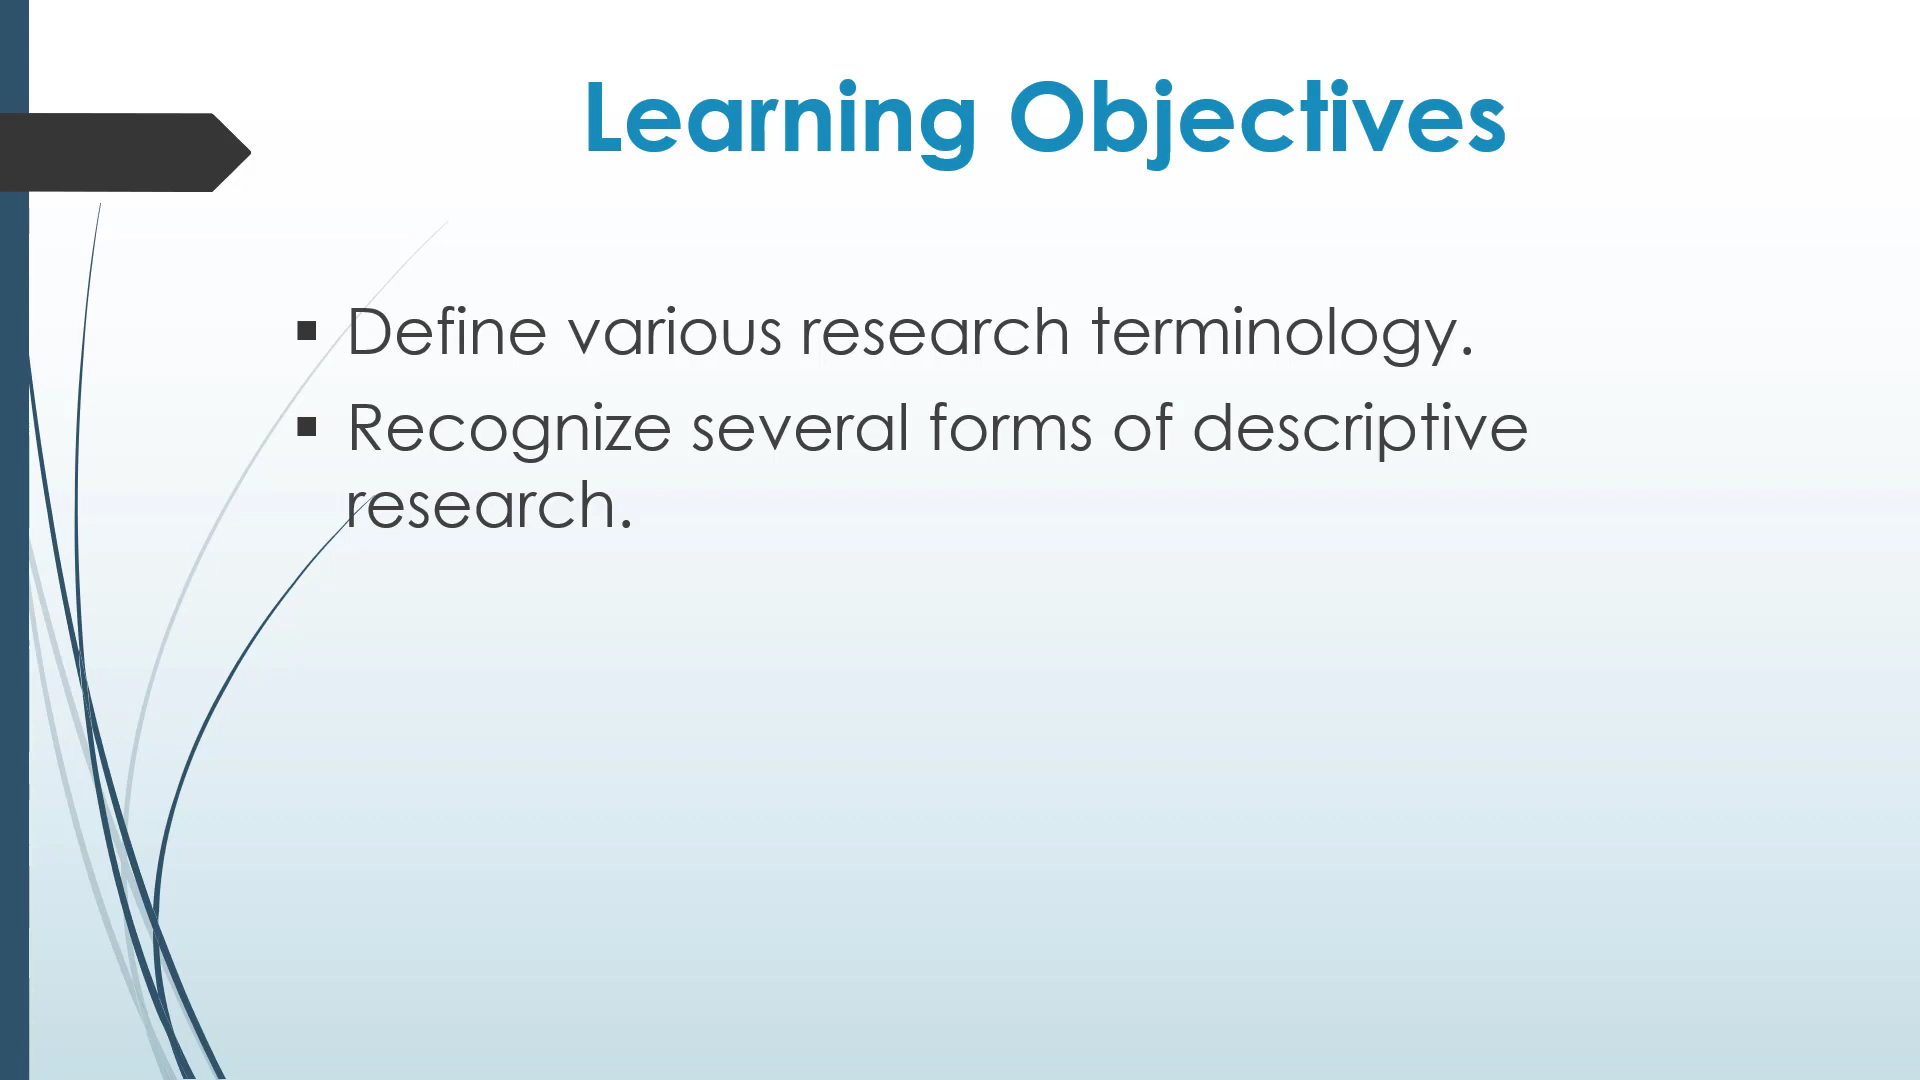 Learning Objectives
▪ Define various research terminology.
▪ Recognize several forms of descriptive
research.